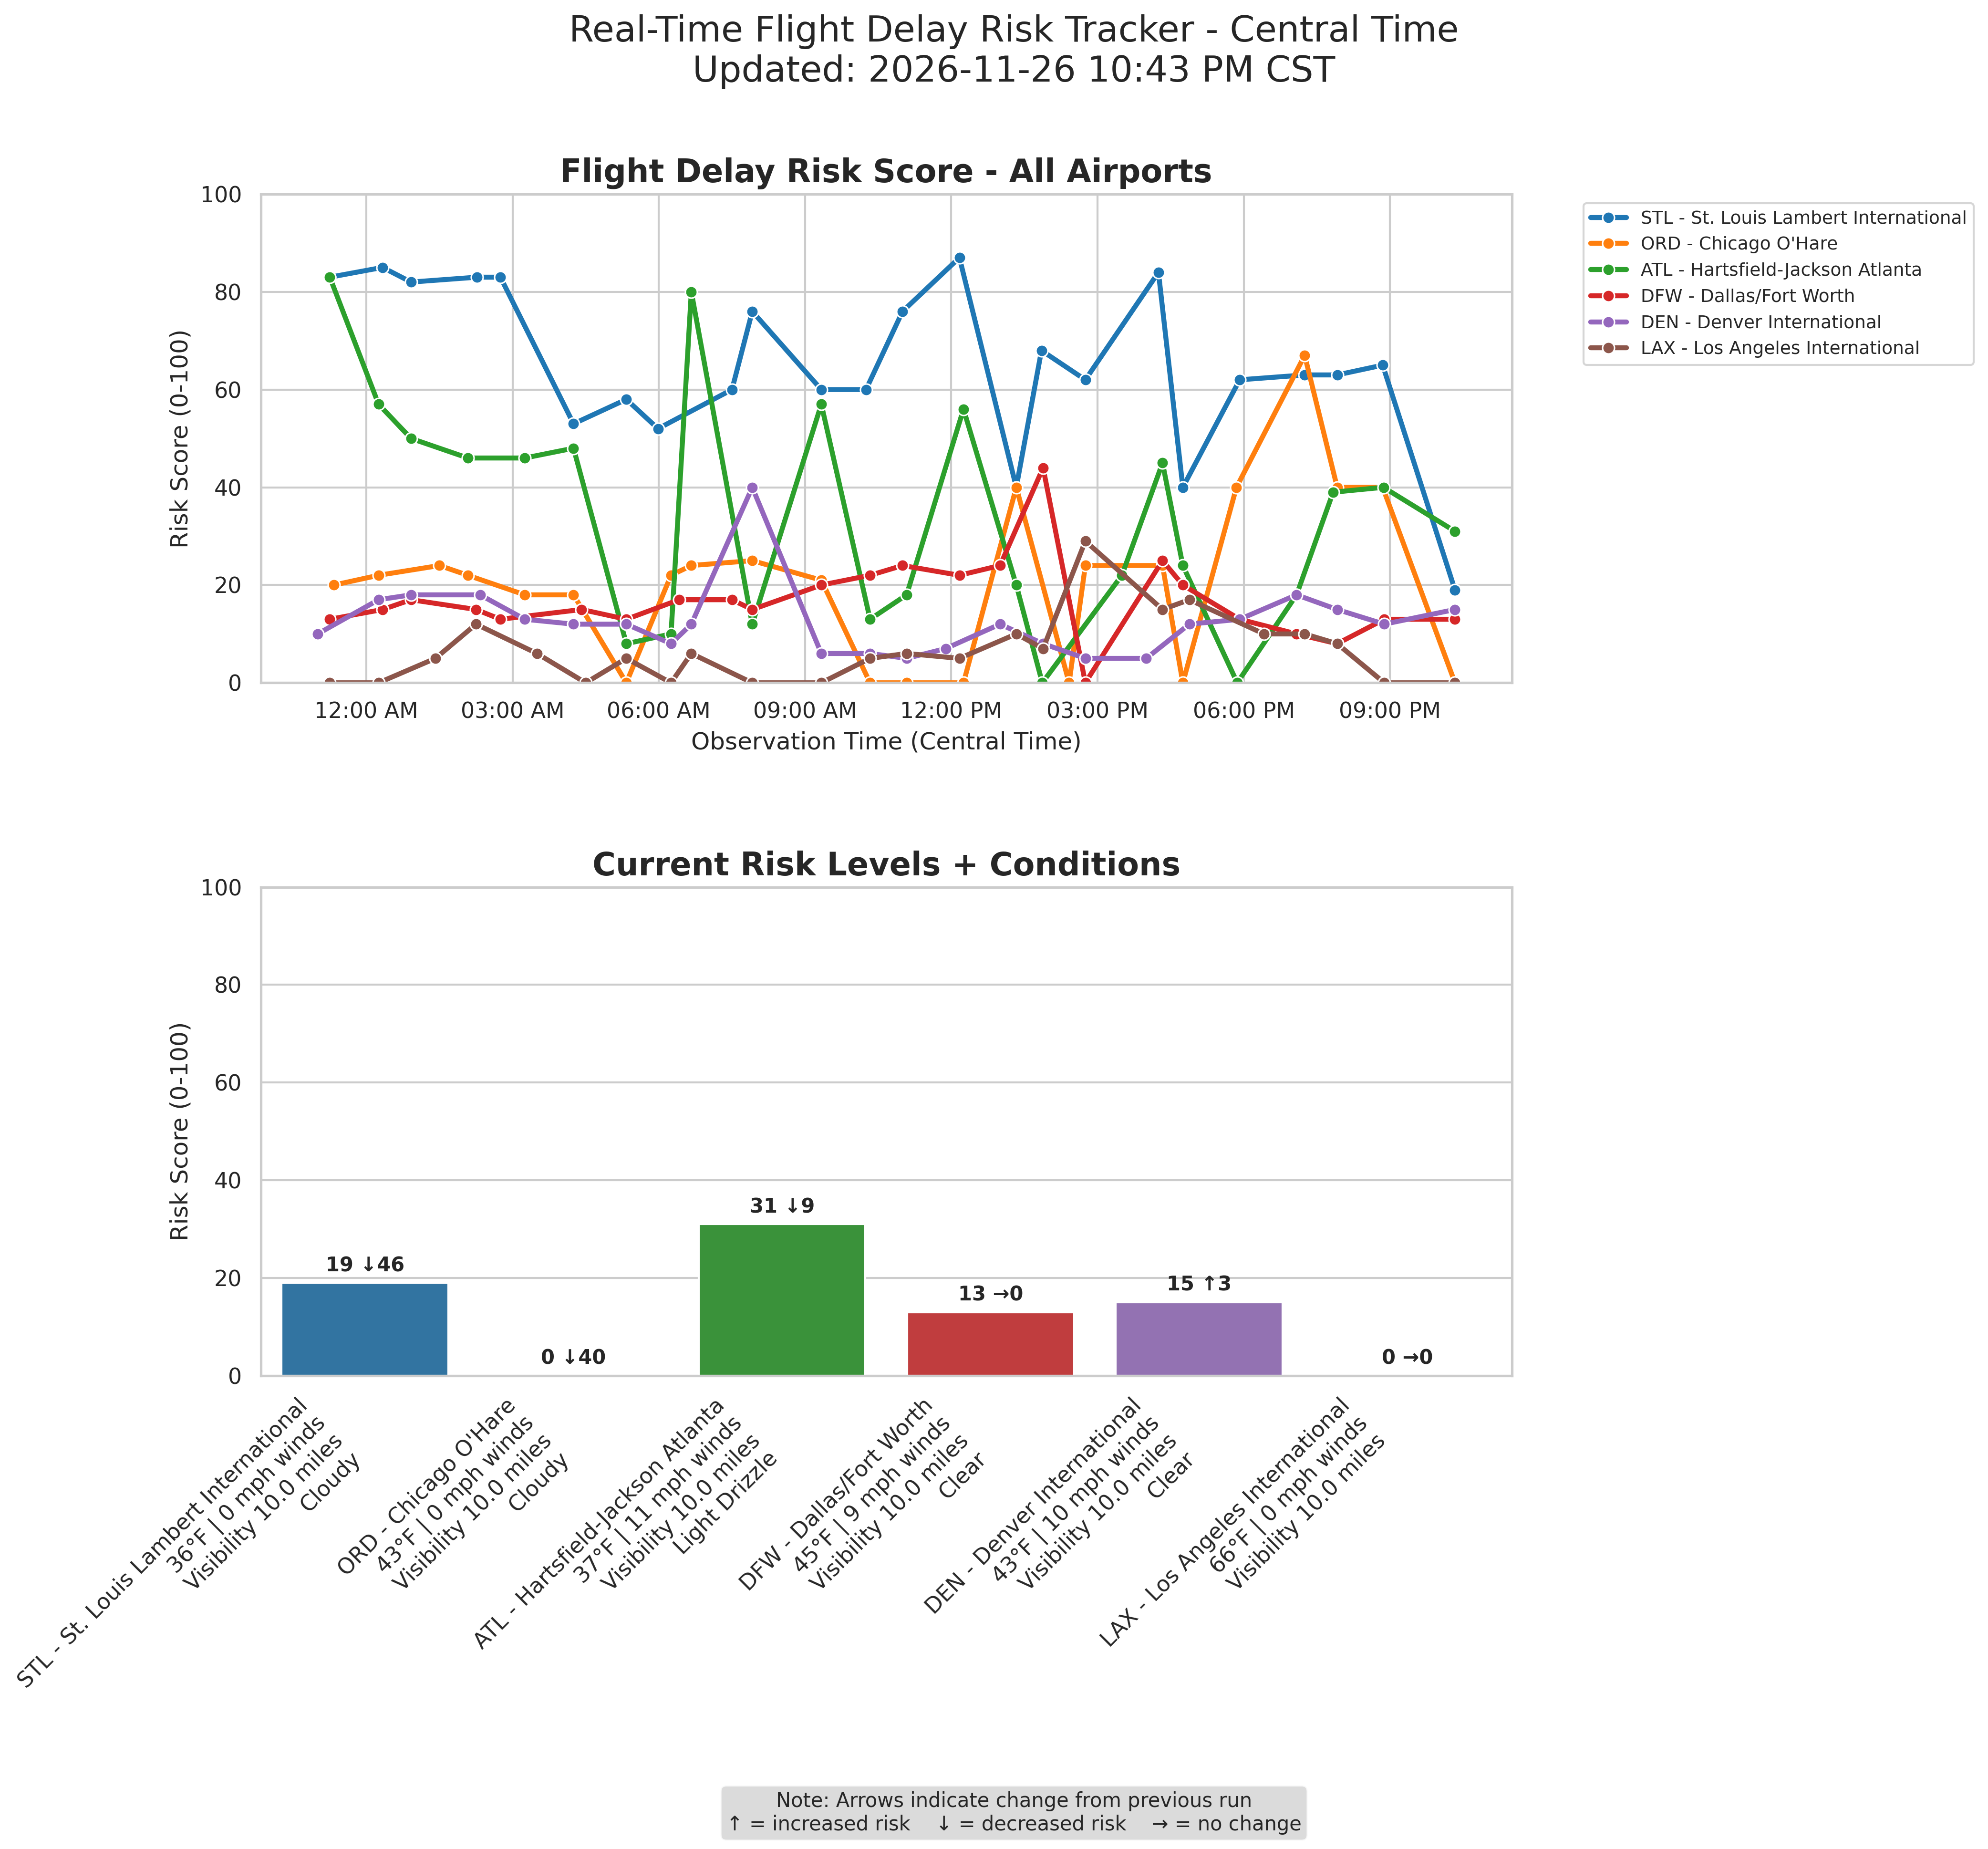 Real-Time Flight Delay Risk Tracker - Central Time
Updated: 2026-11-26 10:43 PM CST
Flight Delay Risk Score - All Airports
Risk Score (0-100)
100
80
60
40
20
0
12:00 AM
03:00 AM
06:00 AM
09:00 AM
12:00 PM
03:00 PM
06:00 PM
09:00 PM
Observation Time (Central Time)
STL - St. Louis Lambert International
ORD - Chicago O'Hare
ATL - Hartsfield-Jackson Atlanta
DFW - Dallas/Fort Worth
DEN - Denver International
LAX - Los Angeles International
Current Risk Levels + Conditions
Risk Score (0-100)
100
80
60
40
20
0
19 ↓46
0 ↓40
31 ↓9
13 →0
15 ↑3
0 →0
STL - St. Louis Lambert International
36°F | 0 mph winds
Visibility 10.0 miles
Cloudy
ORD - Chicago O'Hare
43°F | 0 mph winds
Visibility 10.0 miles
Cloudy
ATL - Hartsfield-Jackson Atlanta
37°F | 11 mph winds
Visibility 10.0 miles
Light Drizzle
DFW - Dallas/Fort Worth
45°F | 9 mph winds
Visibility 10.0 miles
Clear
DEN - Denver International
43°F | 10 mph winds
Visibility 10.0 miles
Clear
LAX - Los Angeles International
66°F | 0 mph winds
Visibility 10.0 miles
Note: Arrows indicate change from previous run
↑ = increased risk ↓ = decreased risk → = no change